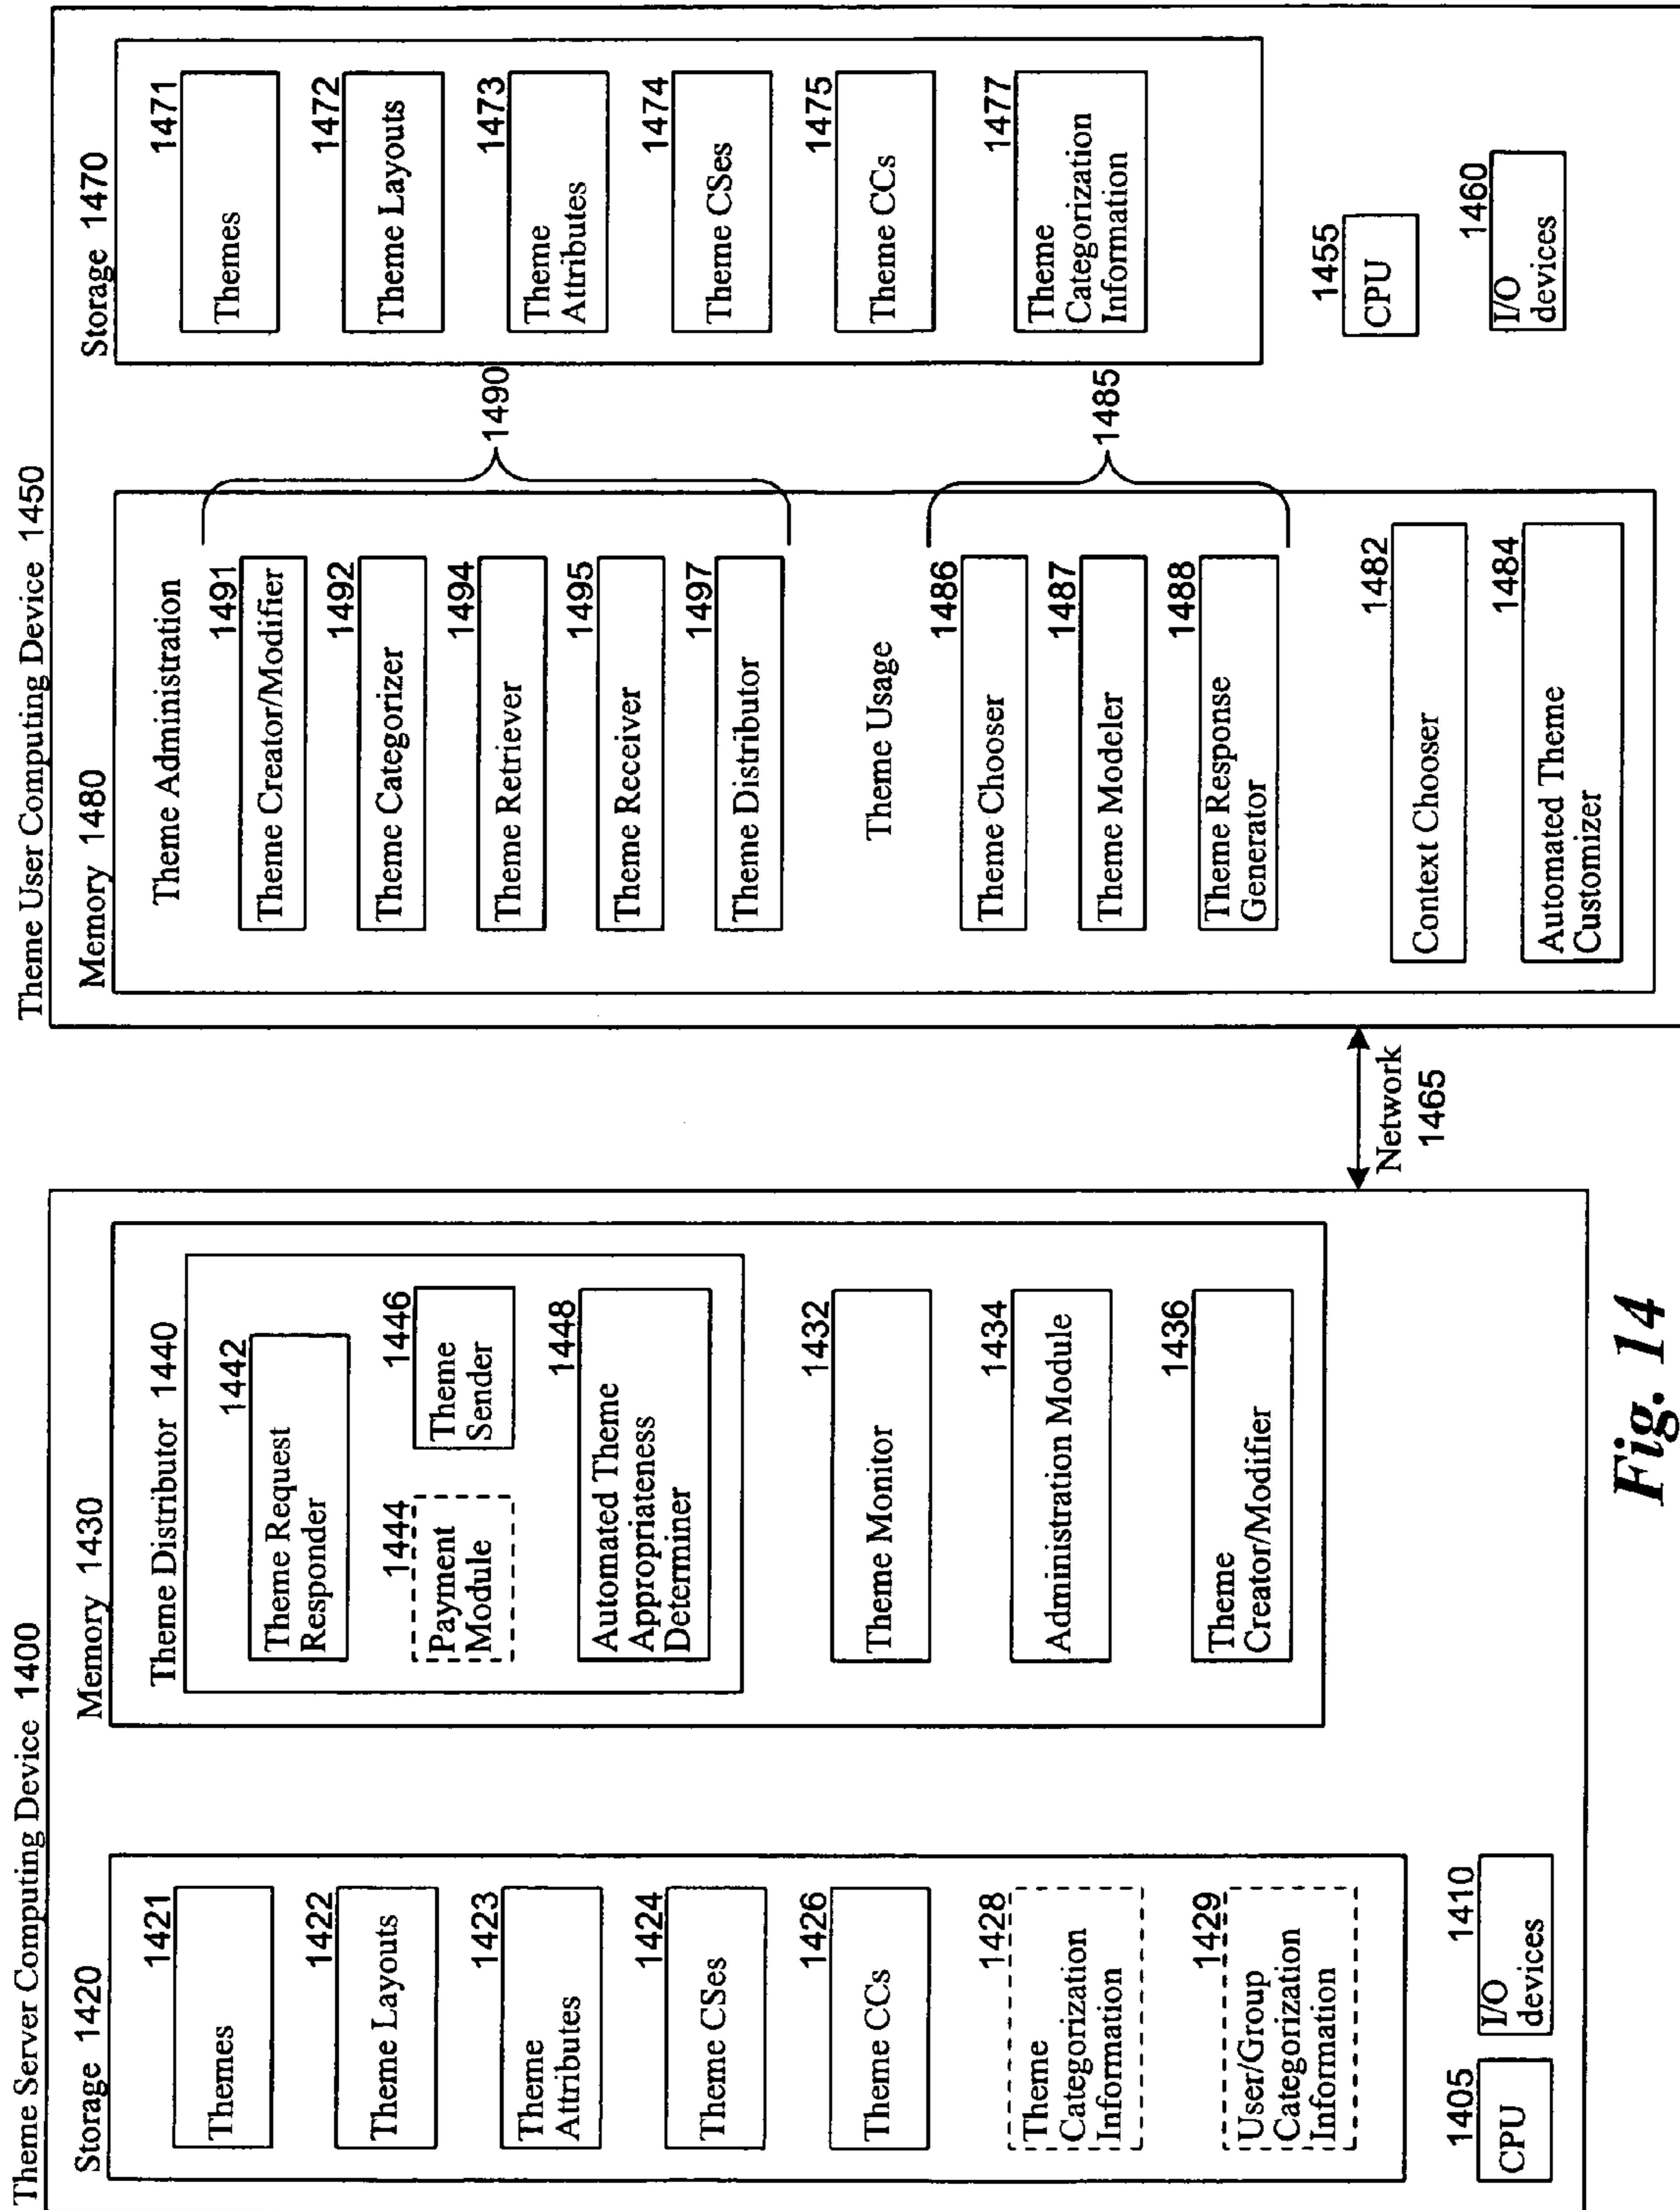 Theme Server Computing Device 1400
Storage 1420
1421
Themes
1422
Theme Layouts
1423
Theme
Attributes
1424
Theme CSes
1426
Theme CCs
1428
Theme
Categorization
Information
1429
User/Group
Categorization
Information
1405
CPU
1410
I/O
devices
Memory 1430
Theme Distributor 1440
1442
Theme Request
Responder
1444
Payment
Module
1446
Theme
Sender
1448
Automated Theme
Appropriateness
Determiner
1432
Theme Monitor
1434
Administration Module
1436
Theme
Creator/Modifier
Network
1465
Theme User Computing Device 1450
Memory 1480
Theme Administration
1491
Theme Creator/Modifier
1492
Theme Categorizer
1494
Theme Retriever
1495
Theme Receiver
1497
Theme Distributor
1490
Theme Usage
1486
Theme Chooser
1487
Theme Modeler
1488
Theme Response
Generator
1485
1482
Context Chooser
1484
Automated Theme
Customizer
Storage 1470
1471
Themes
1472
Theme Layouts
1473
Theme
Attributes
1474
Theme CSes
1475
Theme CCs
1477
Theme
Categorization
Information
1455
CPU
1460
I/O
devices
Fig. 14